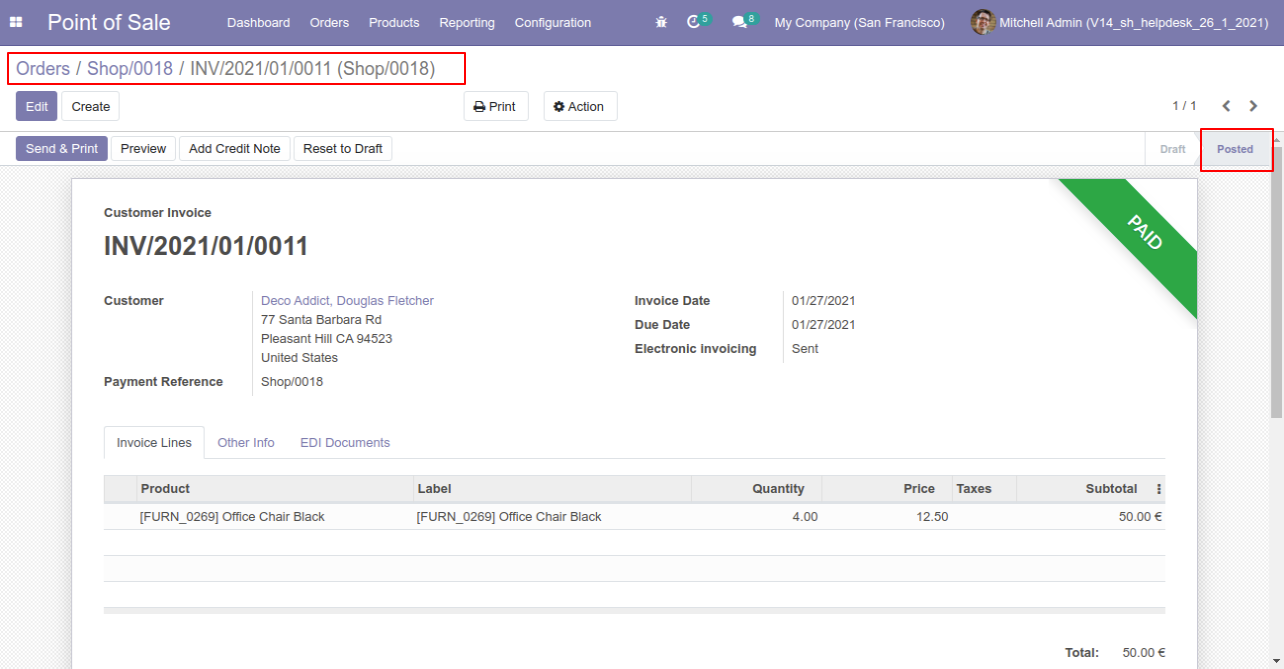 Point of Sale Dashboard Orders Products Reporting Configuration 5 8 My Company (San Francisco) Mitchell Admin (V14_sh_helpdesk_26_1_2021)
Orders / Shop/0018 / INV/2021/01/0011 (Shop/0018)
Edit Create Print Action 1 / 1
Send & Print Preview Add Credit Note Reset to Draft Draft Posted
PAID
Customer Invoice
INV/2021/01/0011
Customer Deco Addict, Douglas Fletcher Invoice Date 01/27/2021
77 Santa Barbara Rd Due Date 01/27/2021
Pleasant Hill CA 94523 Electronic invoicing Sent
United States
Payment Reference Shop/0018
Invoice Lines Other Info EDI Documents
Product Label Quantity Price Taxes Subtotal
[FURN_0269] Office Chair Black [FURN_0269] Office Chair Black 4.00 12.50 50.00 €
Total: 50.00 €